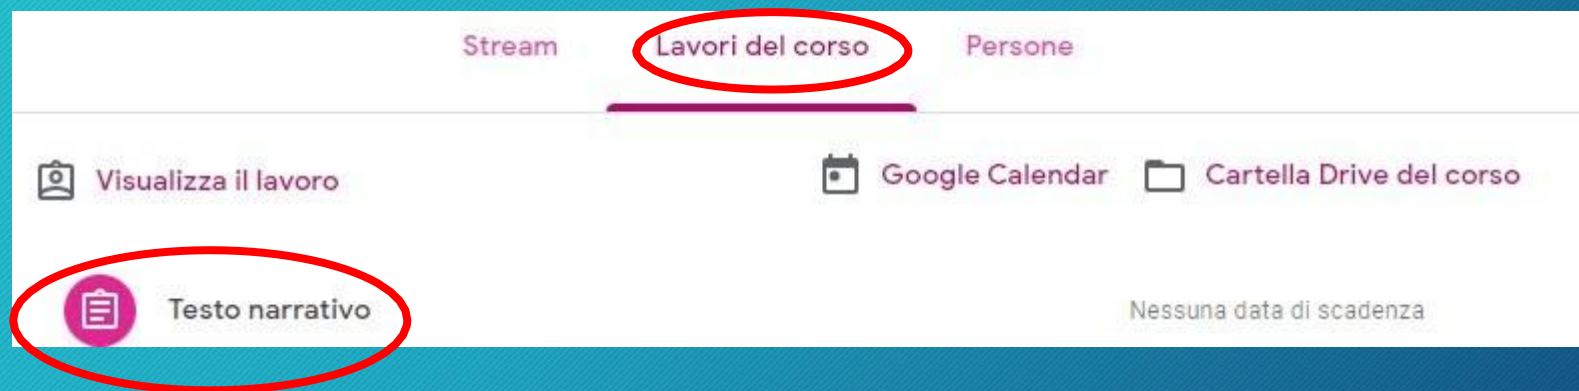 Stream Lavori del corso Persone
Visualizza il lavoro Google Calendar Cartella Drive del corso
Testo narrativo Nessuna data di scadenza